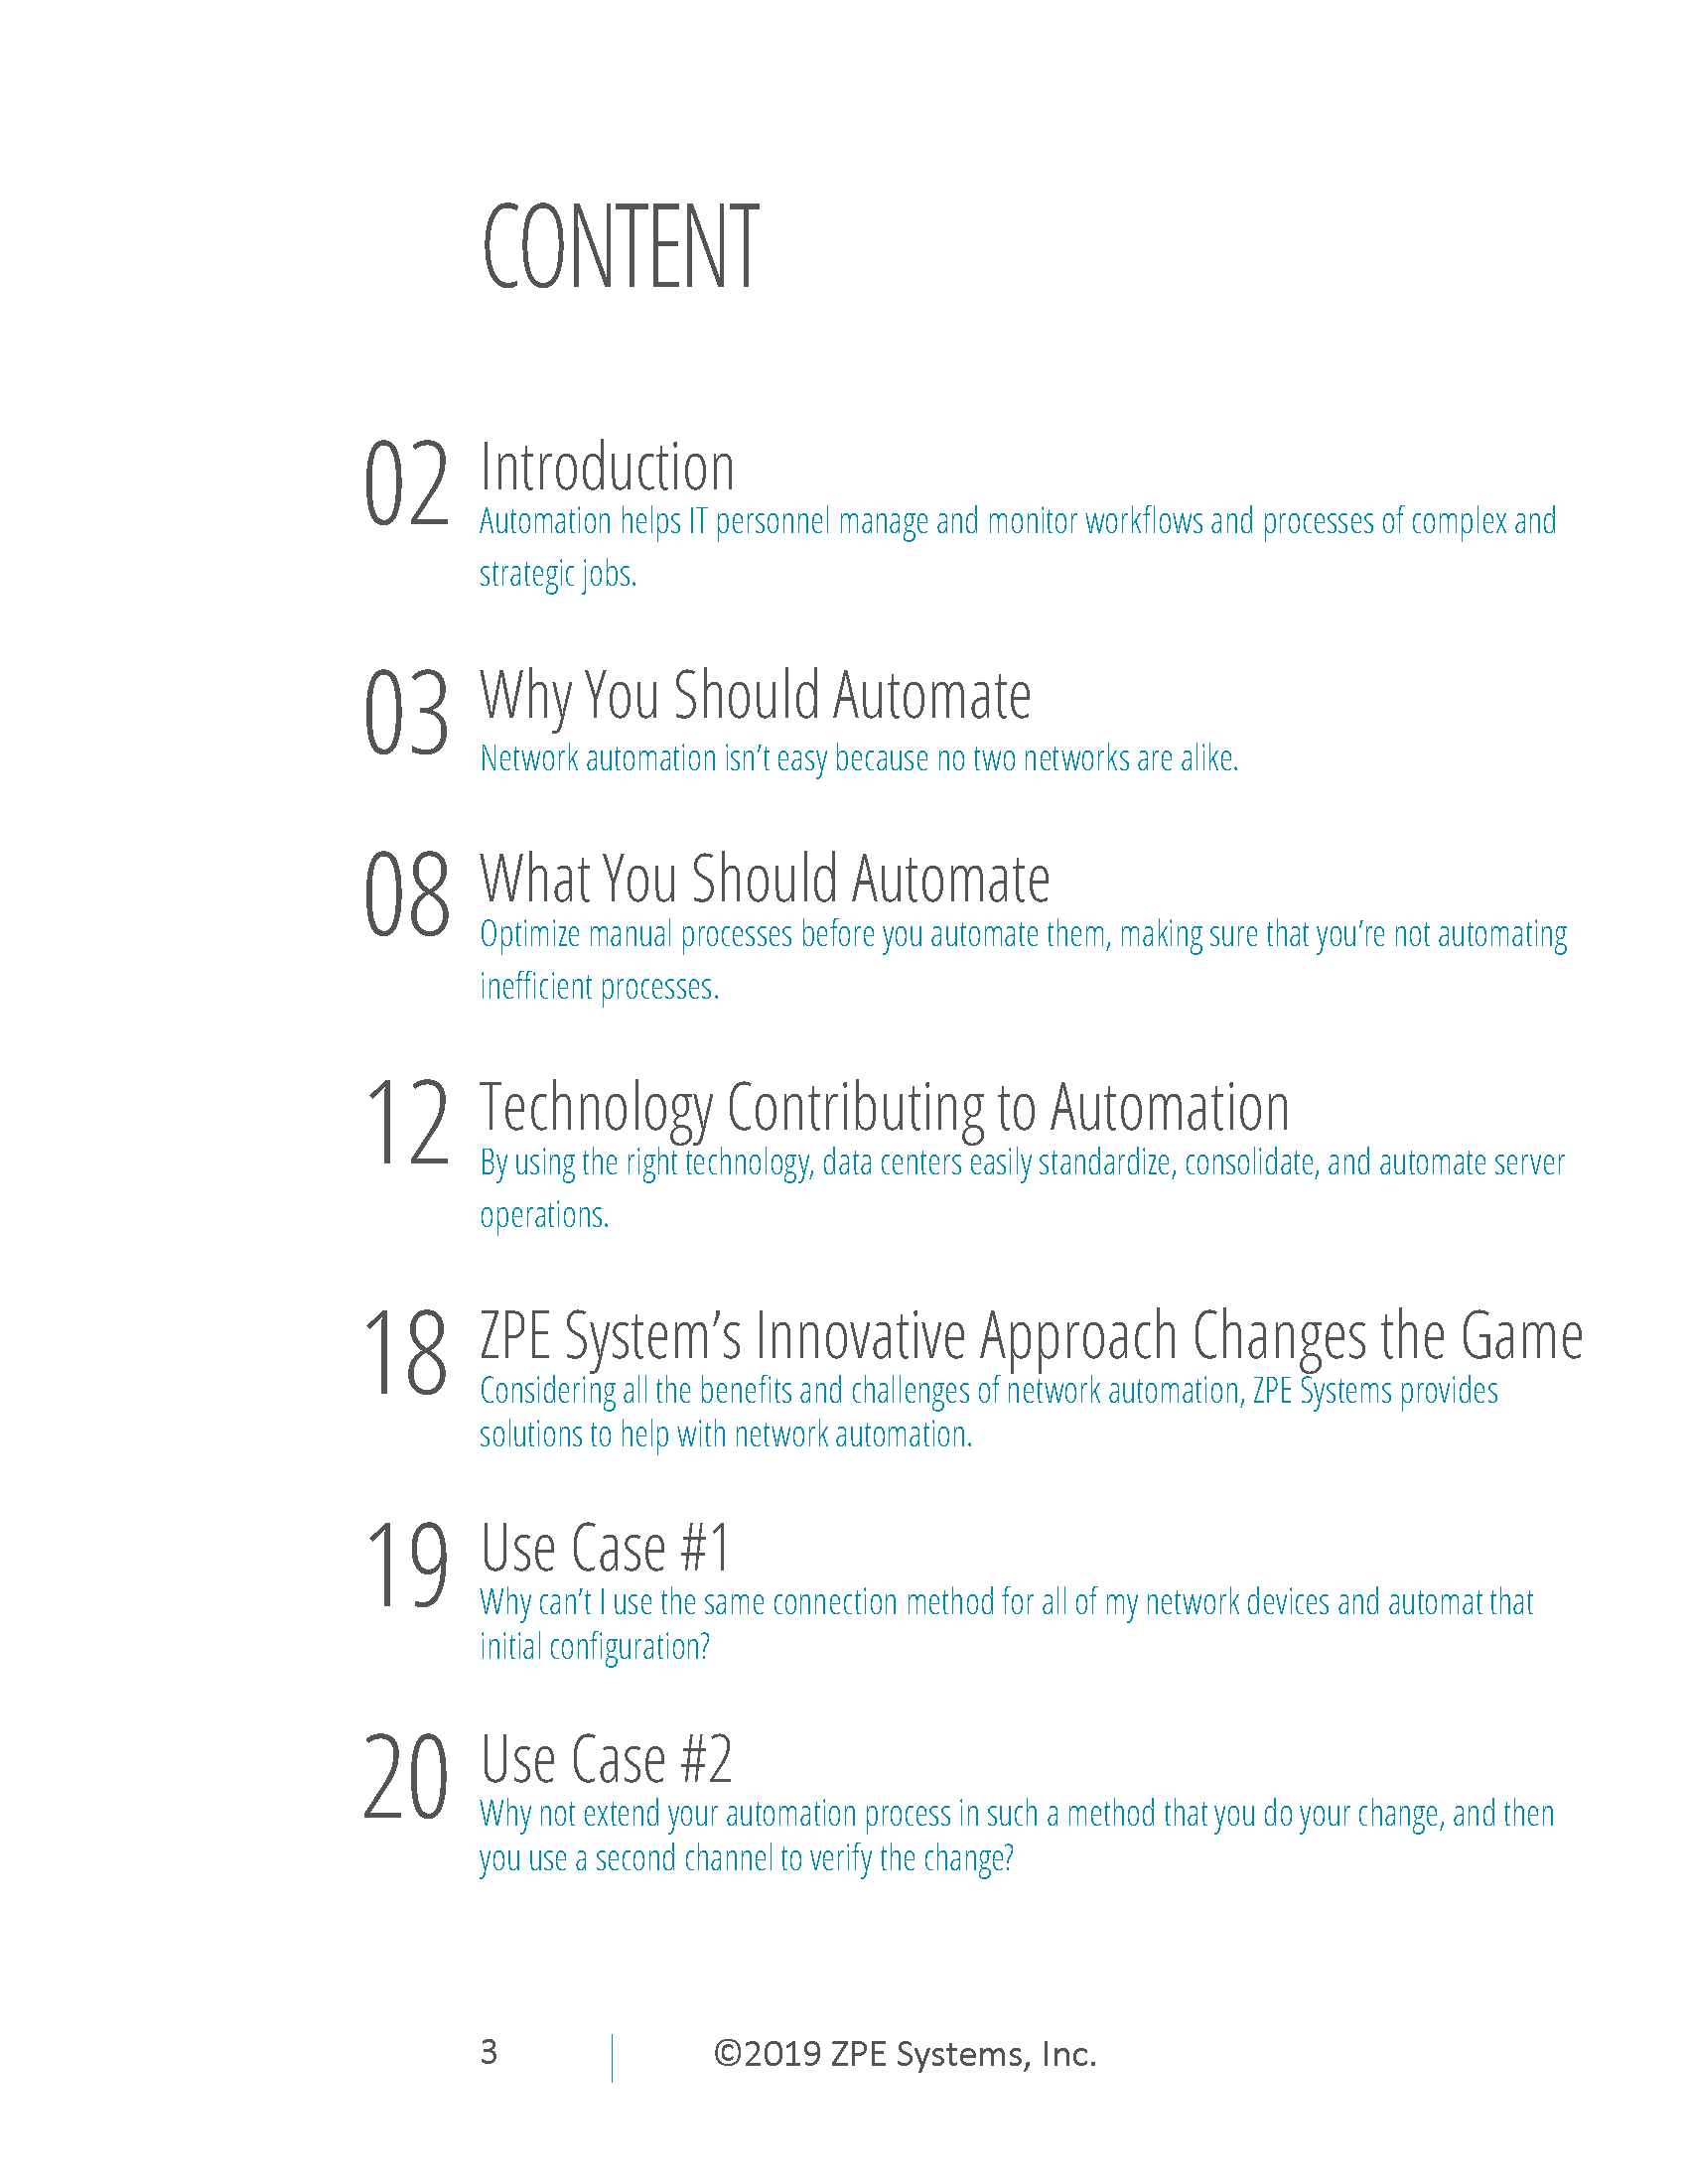 CONTENT
02 Introduction
Automation helps IT personnel manage and monitor workflows and processes of complex and
strategic jobs.
03 Why You Should Automate
Network automation isn’t easy because no two networks are alike.
08 What You Should Automate
Optimize manual processes before you automate them, making sure that you’re not automating
inefficient processes.
12 Technology Contributing to Automation
By using the right technology, data centers easily standardize, consolidate, and automate server
operations.
18 ZPE System’s Innovative Approach Changes the Game
Considering all the benefits and challenges of network automation, ZPE Systems provides
solutions to help with network automation.
19 Use Case #1
Why can’t I use the same connection method for all of my network devices and automat that
initial configuration?
20 Use Case #2
Why not extend your automation process in such a method that you do your change, and then
you use a second channel to verify the change?
3 ©2019 ZPE Systems, Inc.